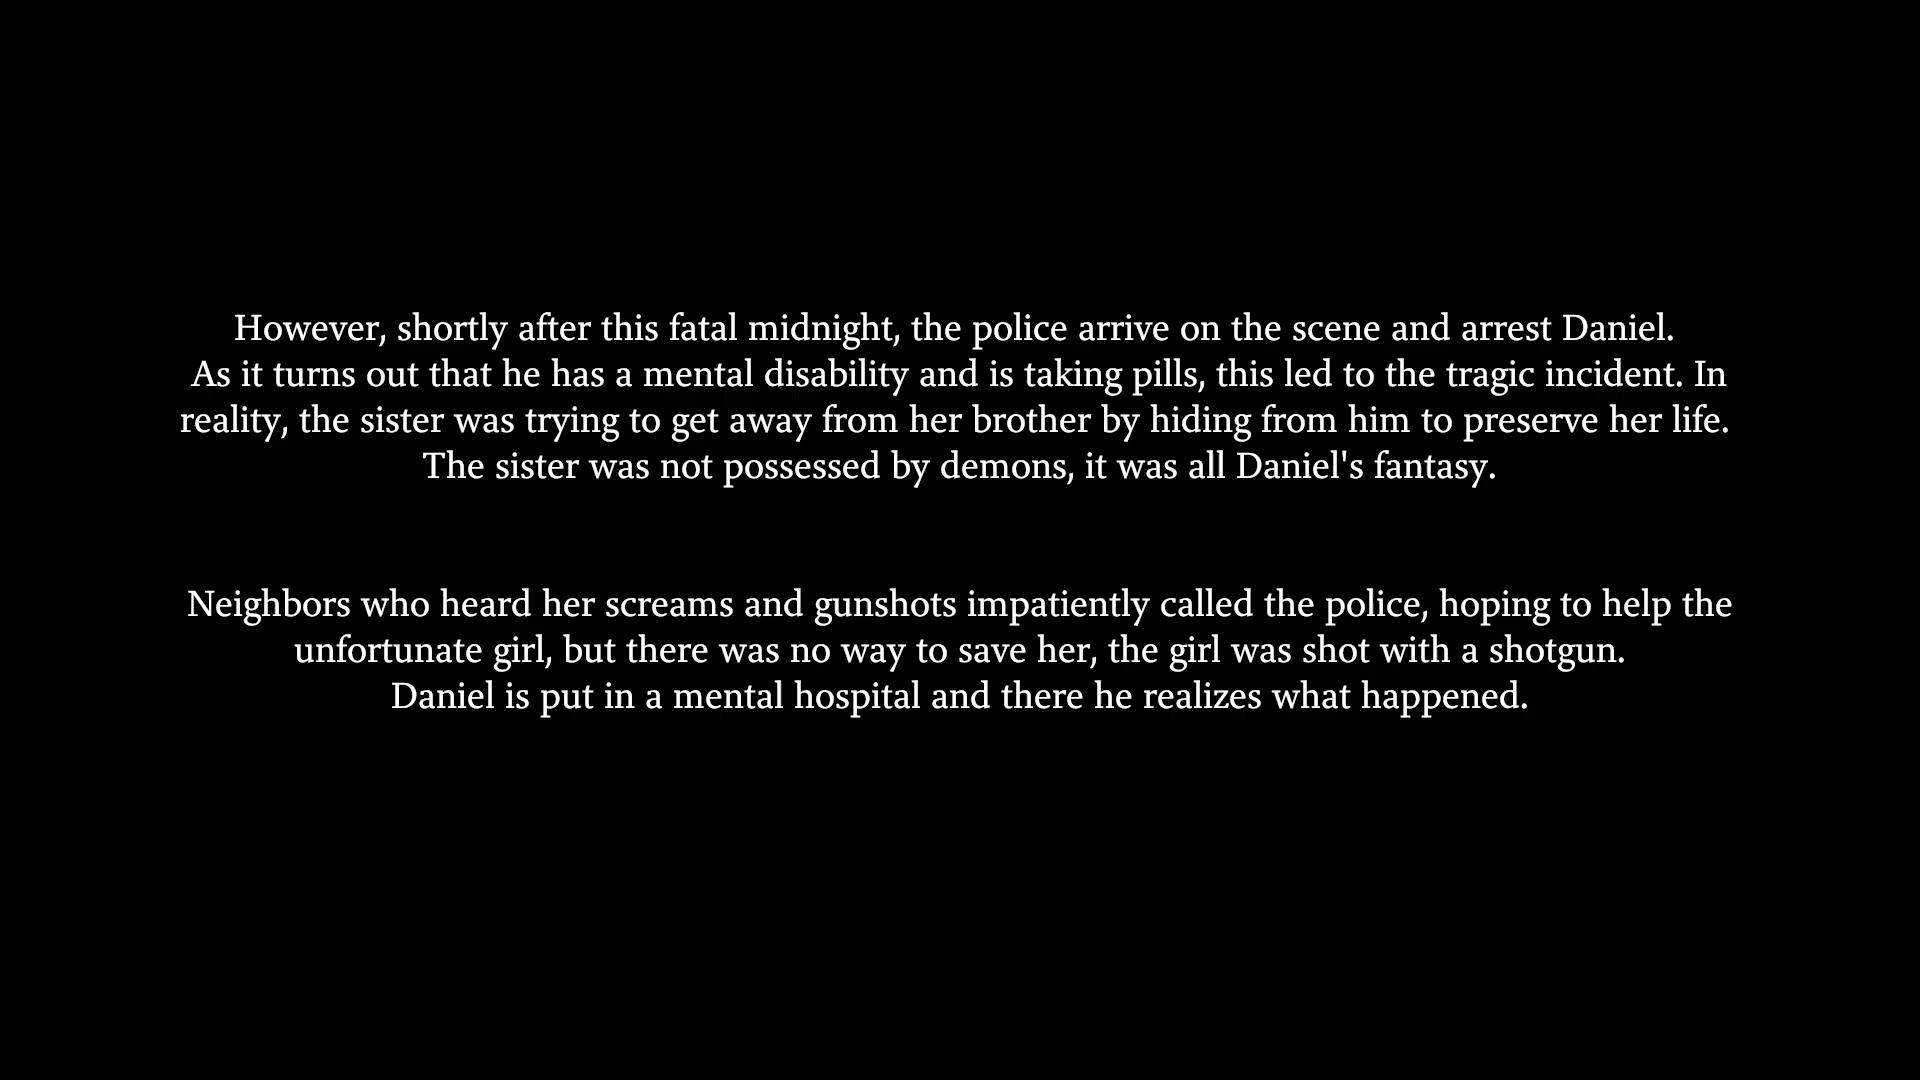 However, shortly after this fatal midnight, the police arrive on the scene and arrest Daniel.
As it turns out that he has a mental disability and is taking pills, this led to the tragic incident. In
reality, the sister was trying to get away from her brother by hiding from him to preserve her life.
The sister was not possessed by demons, it was all Daniel's fantasy.
Neighbors who heard her screams and gunshots impatiently called the police, hoping to help the
unfortunate girl, but there was no way to save her, the girl was shot with a shotgun.
Daniel is put in a mental hospital and there he realizes what happened.